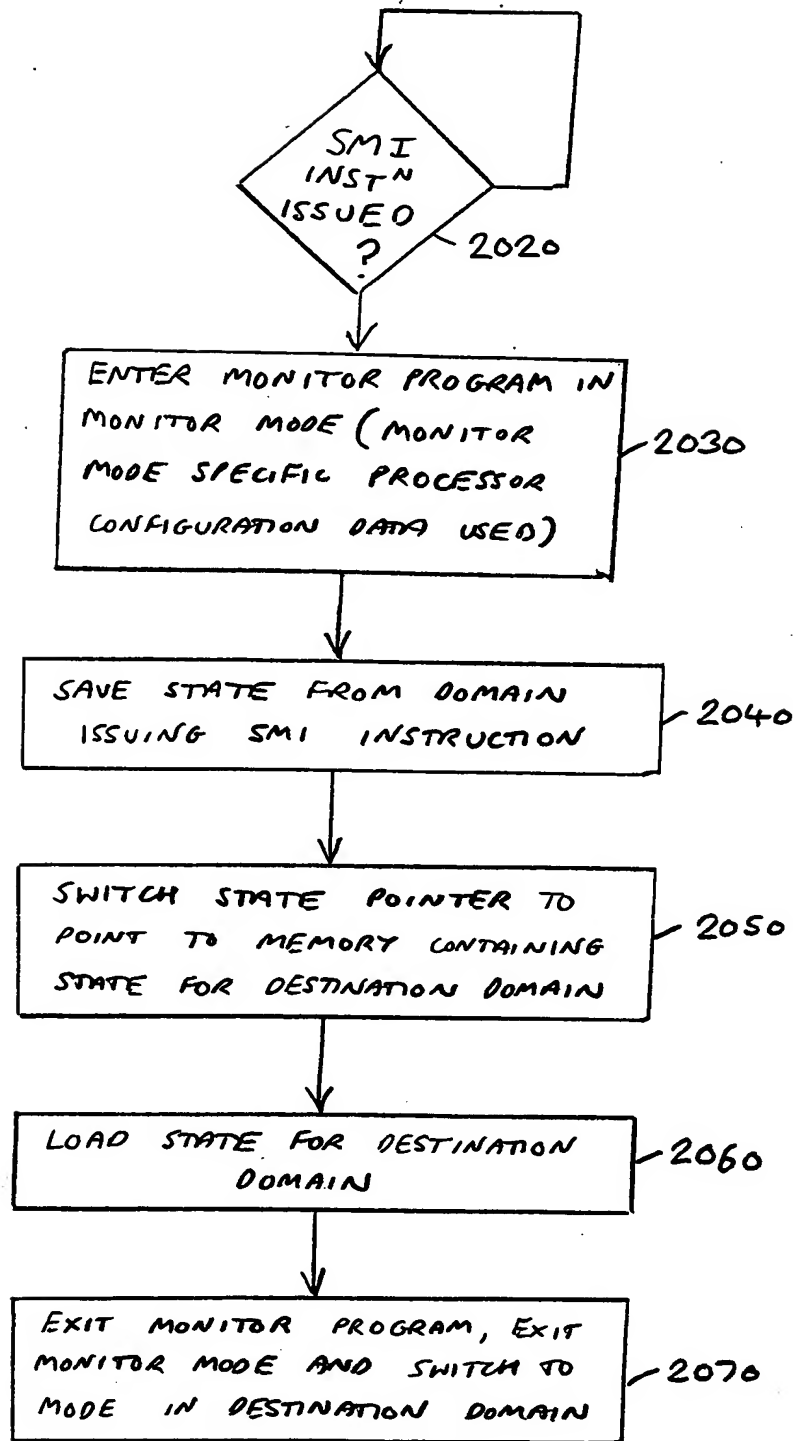 SMI
INSTN
ISSUED
?
2020
ENTER MONITOR PROGRAM IN
MONITOR MODE (MONITOR
MODE SPECIFIC PROCESSOR
CONFIGURATION DATA USED)
2030
SAVE STATE FROM DOMAIN
ISSUING SMI INSTRUCTION
2040
SWITCH STATE POINTER TO
POINT TO MEMORY CONTAINING
STATE FOR DESTINATION DOMAIN
2050
LOAD STATE FOR DESTINATION
DOMAIN
2060
EXIT MONITOR PROGRAM, EXIT
MONITOR MODE AND SWITCH TO
MODE IN DESTINATION DOMAIN
2070